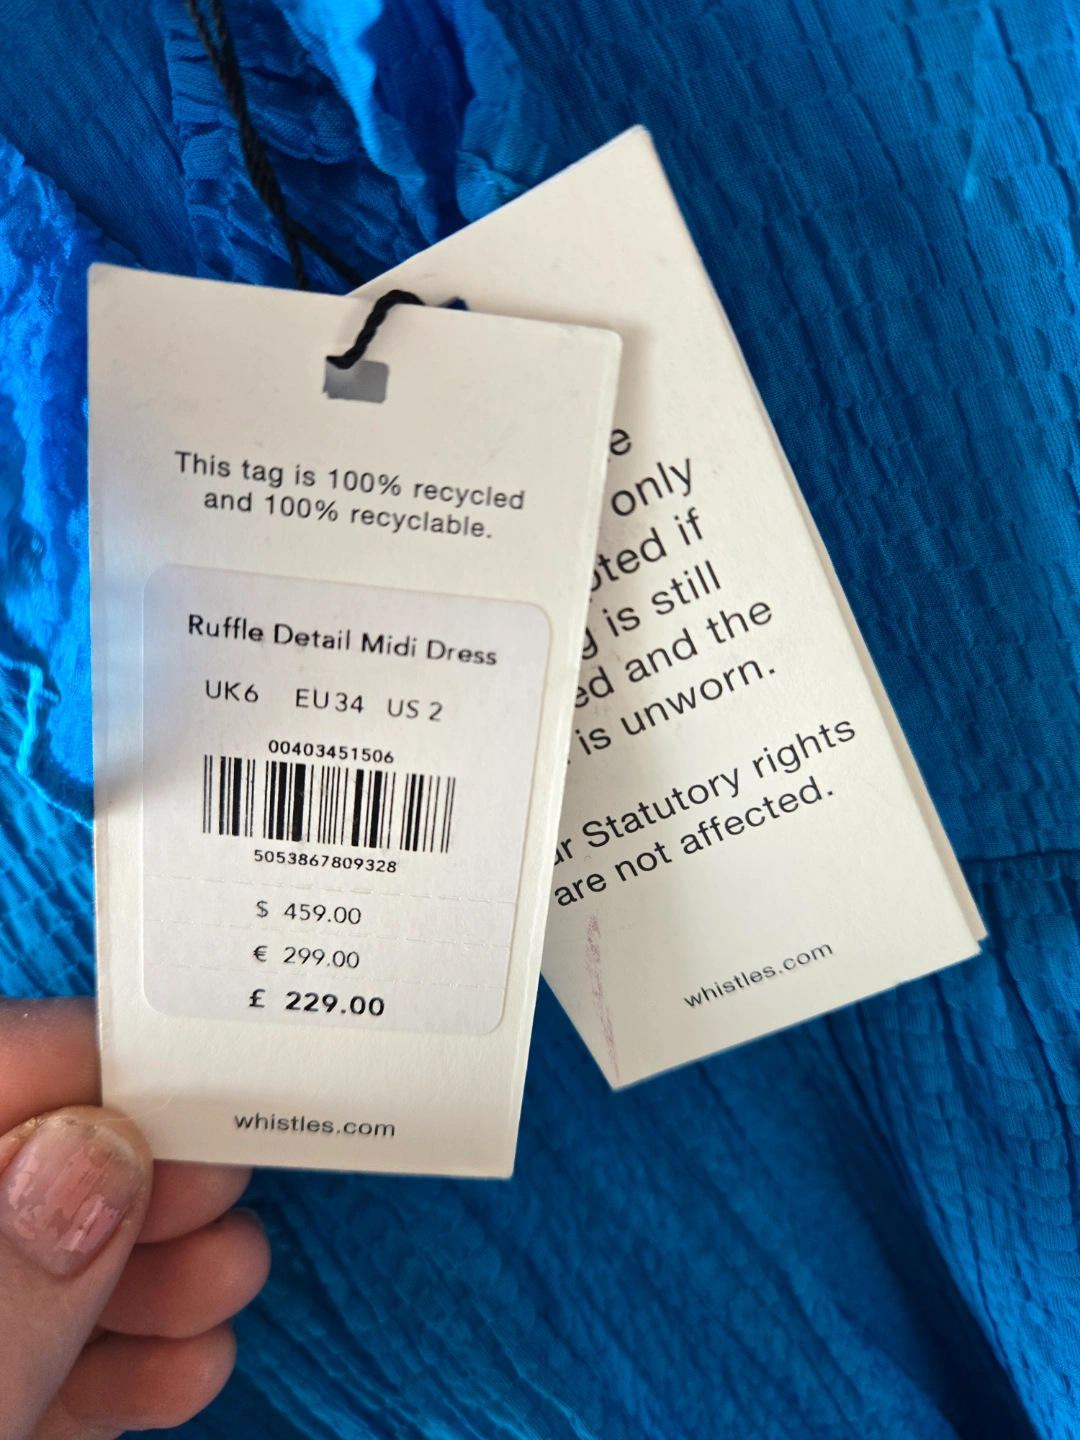 This tag is 100% recycled
and 100% recyclable.
Ruffle Detail Midi Dress
UK6 EU34 US 2
00403451506
5053867809328
$ 459.00
€ 299.00
£ 229.00
whistles.com
only
if
is still
and the
is unworn.
Statutory rights
are not affected.
whistles.com